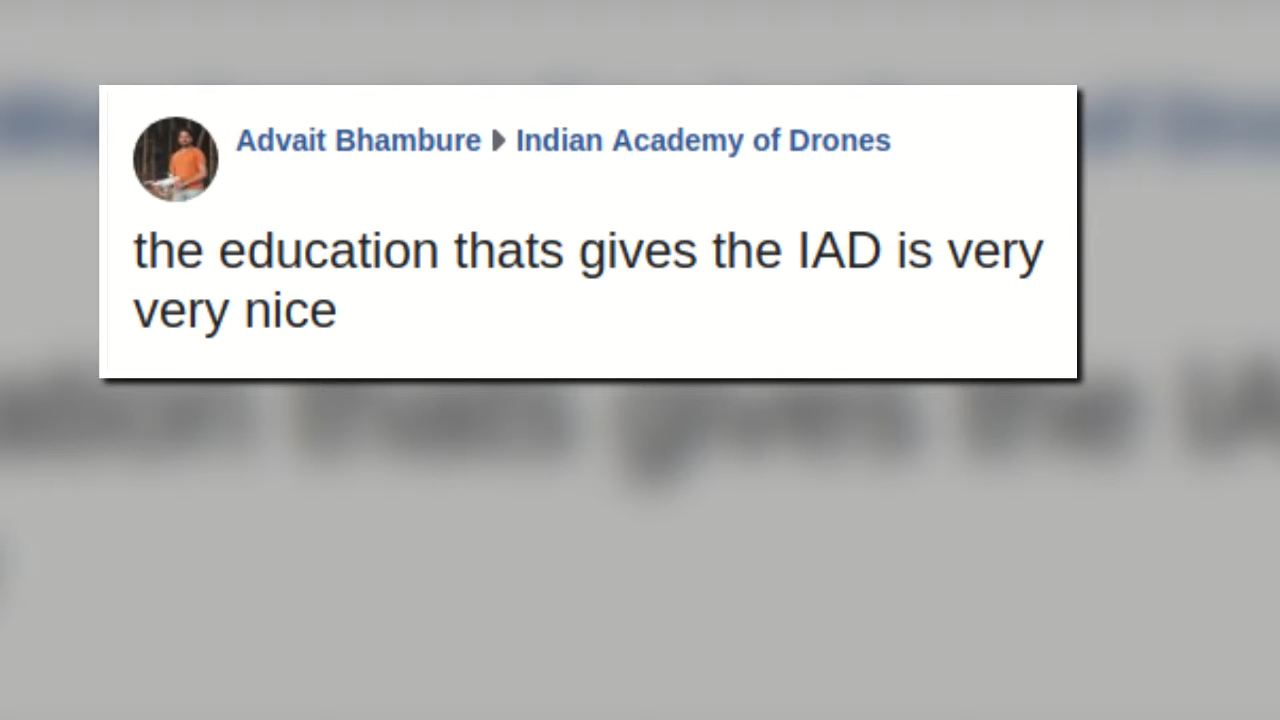 Advait Bhambure ▶ Indian Academy of Drones
the education thats gives the IAD is very
very nice